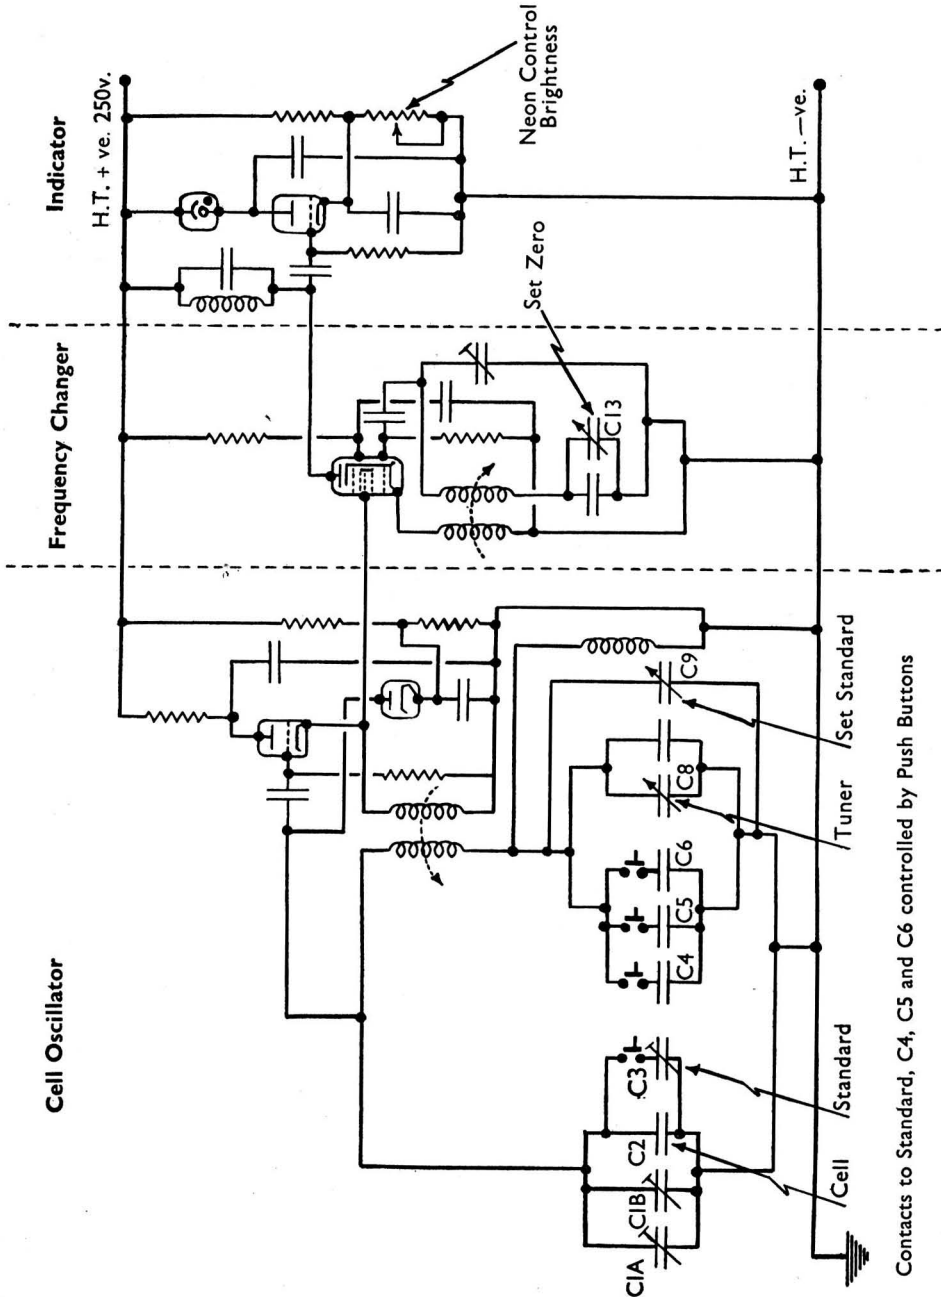 Cell Oscillator
Frequency Changer
Indicator
H.T. + ve. 250v.
Neon Control
Brightness
Set Zero
C13
H.T. —ve.
C1A
C1B
C2
C3
C4
C5
C6
C8
C9
Cell
Standard
Tuner
Set Standard
Contacts to Standard, C4, C5 and C6 controlled by Push Buttons